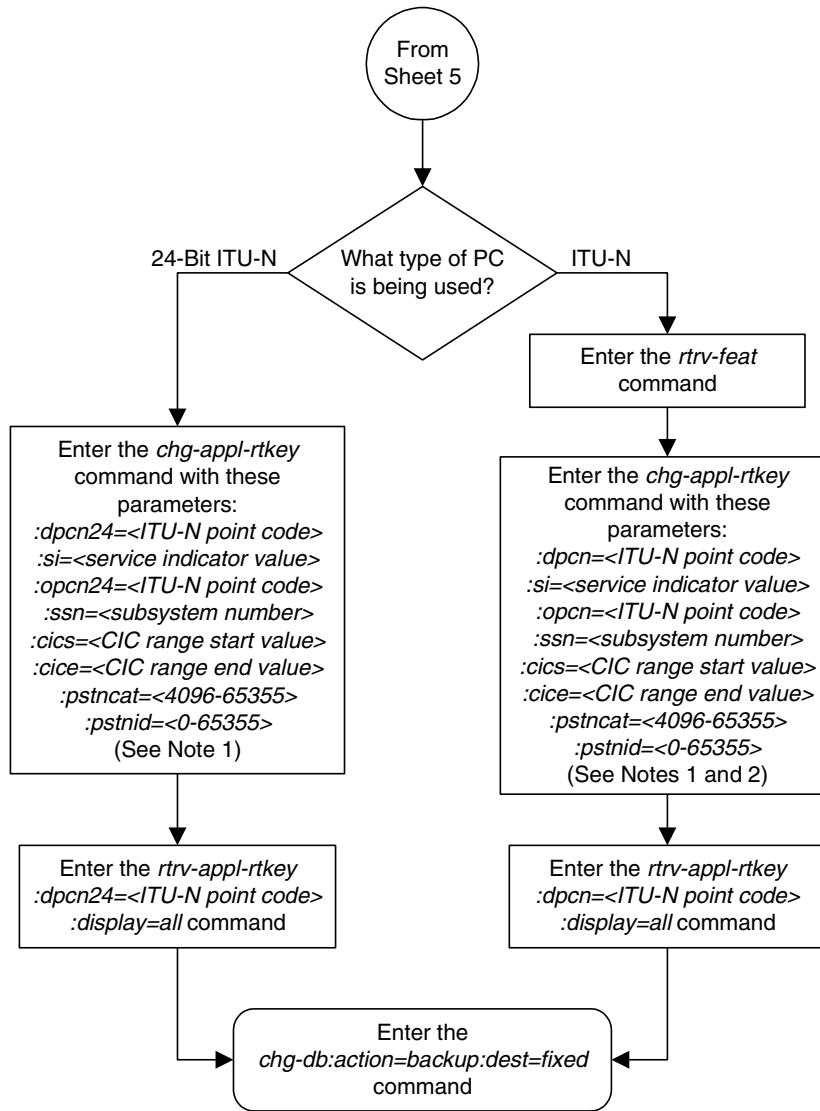 From
Sheet 5
What type of PC
is being used?
24-Bit ITU-N
ITU-N
Enter the rtrv-feat
command
Enter the chg-appl-rtkey
command with these
parameters:
:dpcn24=<ITU-N point code>
:si=<service indicator value>
:opcn24=<ITU-N point code>
:ssn=<subsystem number>
:cics=<CIC range start value>
:cice=<CIC range end value>
:pstncat=<4096-65355>
:pstnid=<0-65355>
(See Note 1)
Enter the chg-appl-rtkey
command with these
parameters:
:dpcn=<ITU-N point code>
:si=<service indicator value>
:opcn=<ITU-N point code>
:ssn=<subsystem number>
:cics=<CIC range start value>
:cice=<CIC range end value>
:pstncat=<4096-65355>
:pstnid=<0-65355>
(See Notes 1 and 2)
Enter the rtrv-appl-rtkey
:dpcn24=<ITU-N point code>
:display=all command
Enter the rtrv-appl-rtkey
:dpcn=<ITU-N point code>
:display=all command
Enter the
chg-db:action=backup:dest=fixed
command